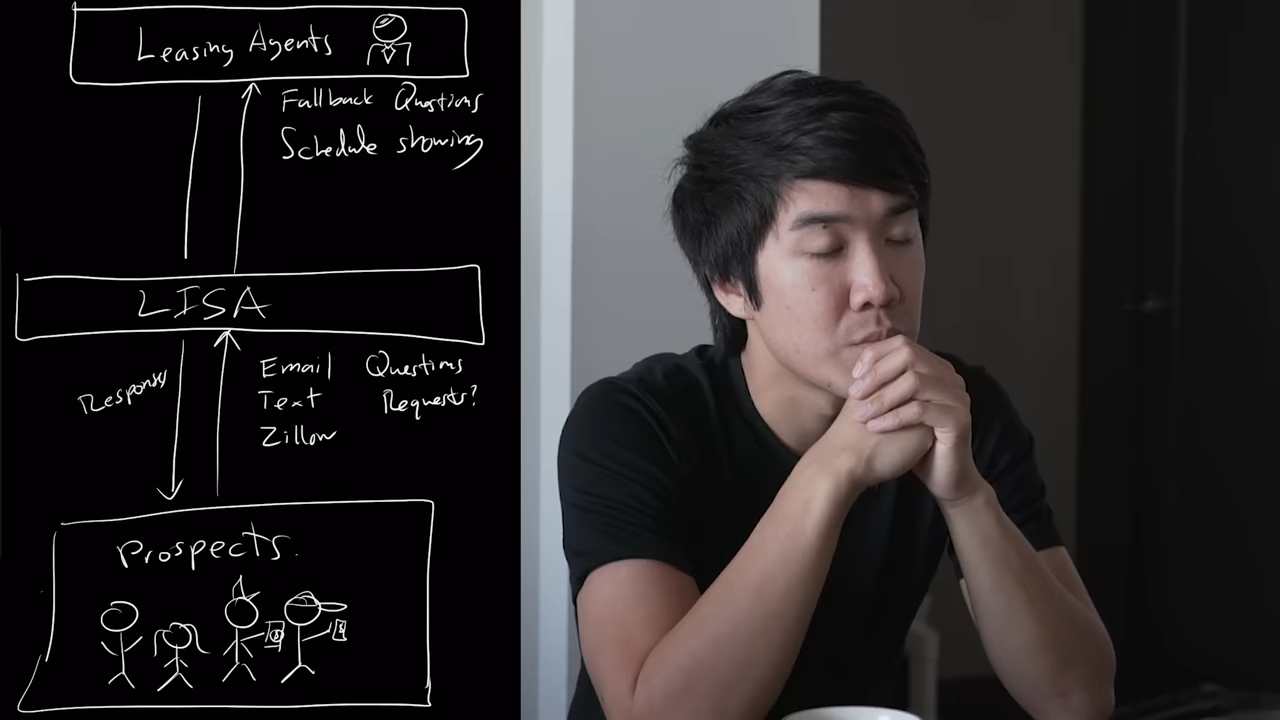 Leasing Agents
Fallback Questions
Schedule showing
LISA
Response
Email Questions
Text Requests?
Zillow
Prospects.